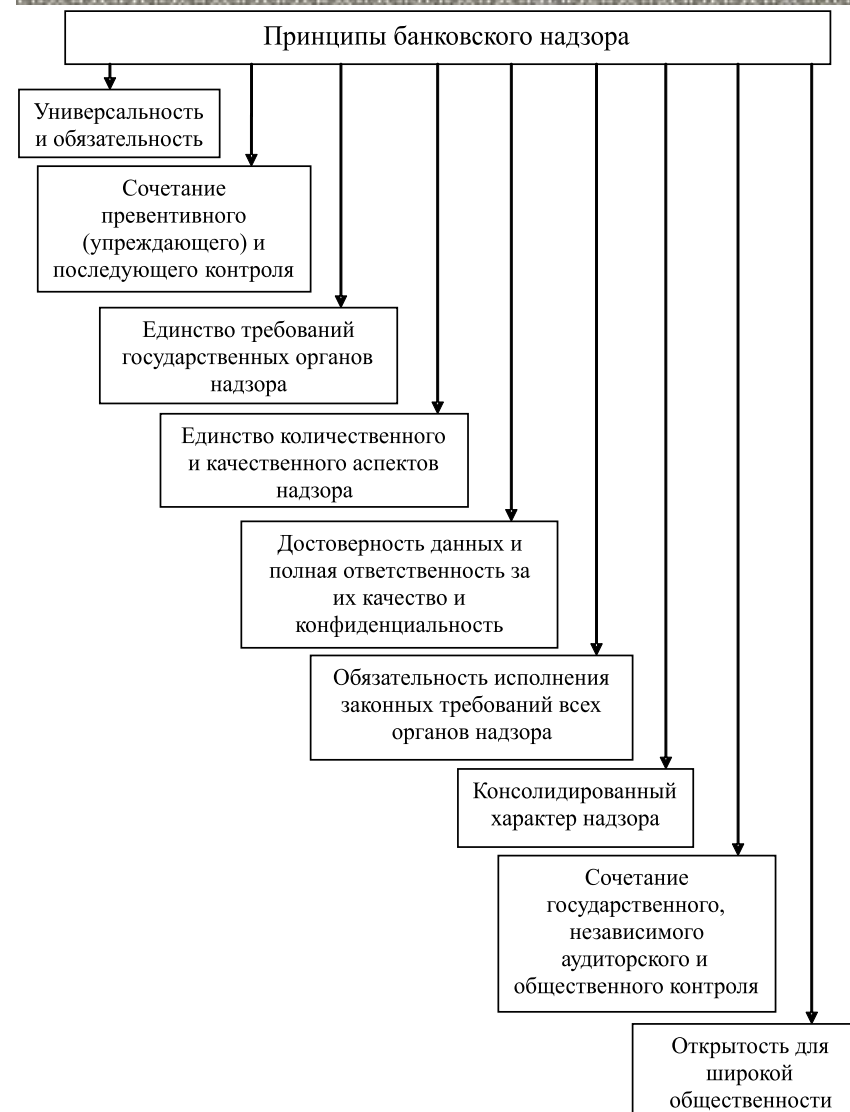 Принципы банковского надзора
Универсальность
и обязательность
Сочетание
превентивного
(упреждающего) и
последующего контроля
Единство требований
государственных органов
надзора
Единство количественного
и качественного аспектов
надзора
Достоверность данных и
полная ответственность за
их качество и
конфиденциальность
Обязательность исполнения
законных требований всех
органов надзора
Консолидированный
характер надзора
Сочетание
государственного,
независимого
аудиторского и
общественного контроля
Открытость для
широкой
общественности